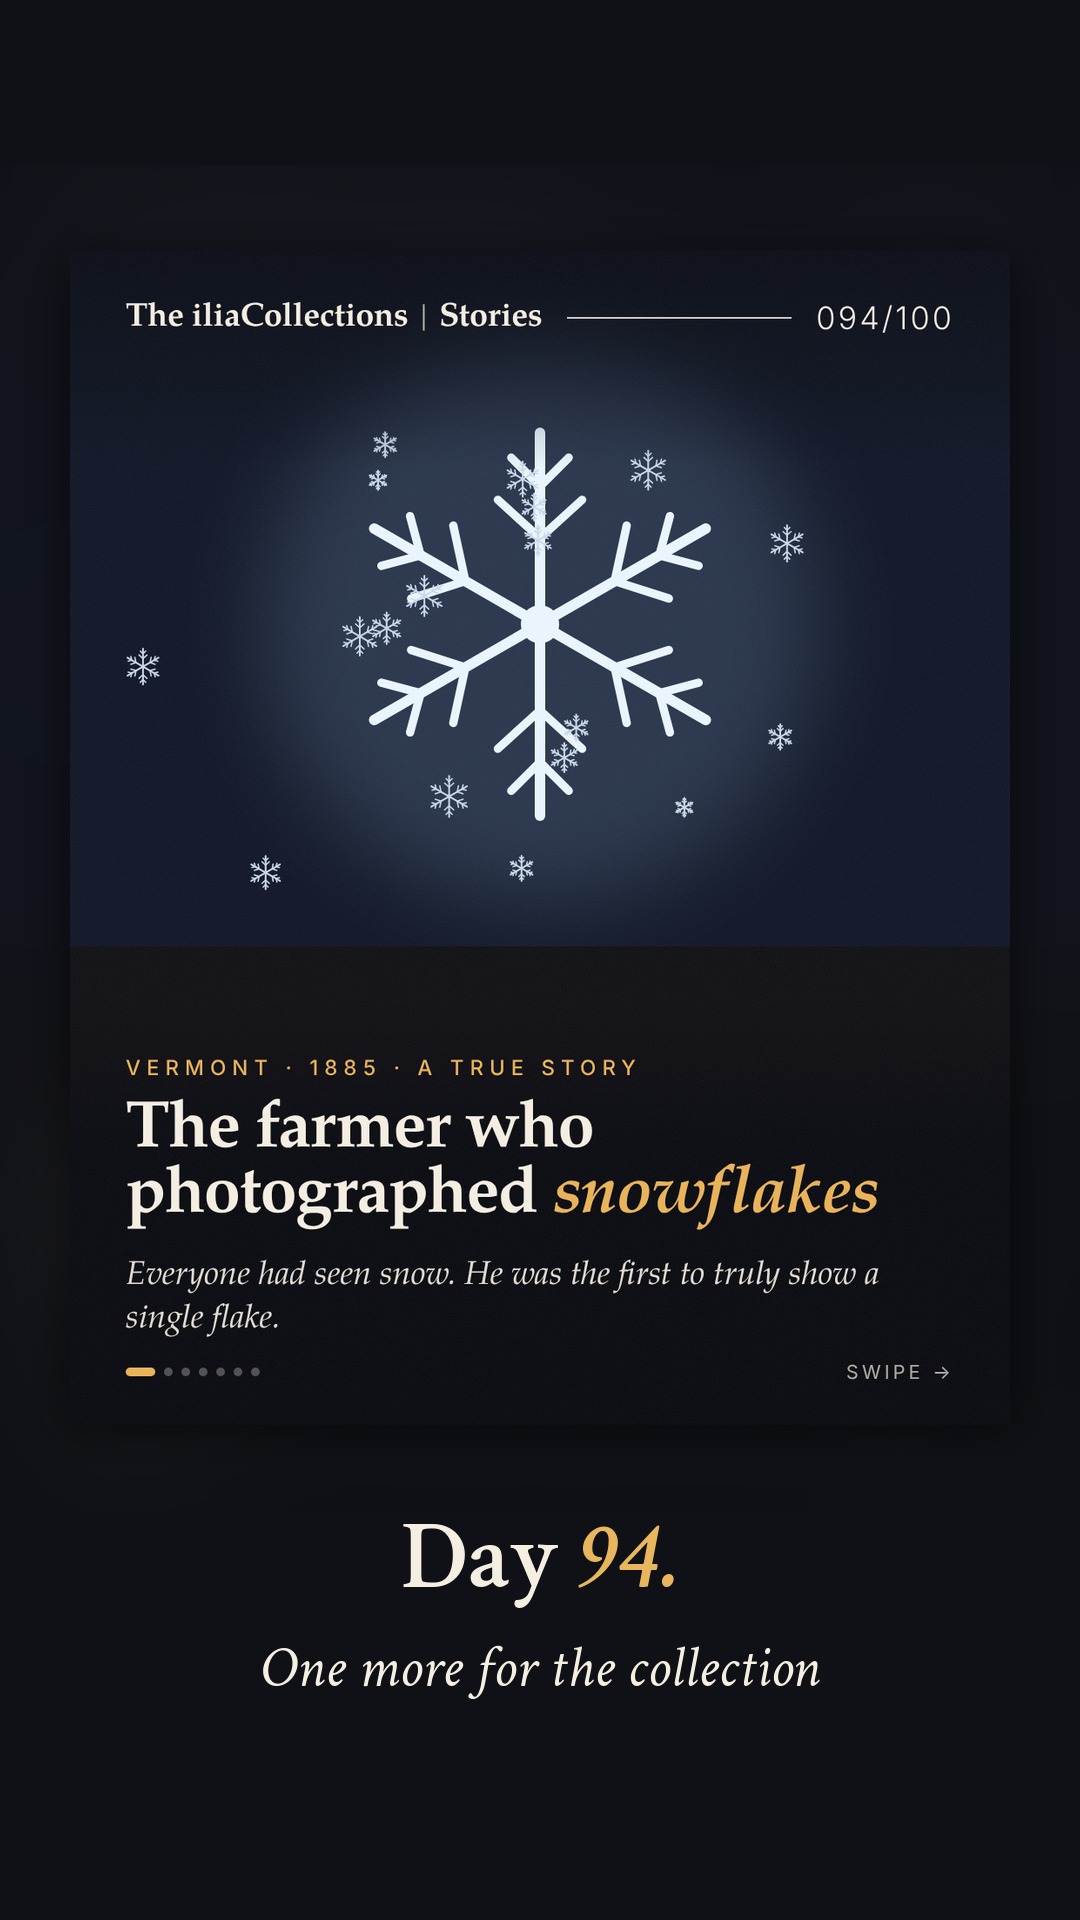 The iliaCollections | Stories 094/100
VERMONT · 1885 · A TRUE STORY
The farmer who
photographed snowflakes
Everyone had seen snow. He was the first to truly show a
single flake.
SWIPE →
Day 94.
One more for the collection